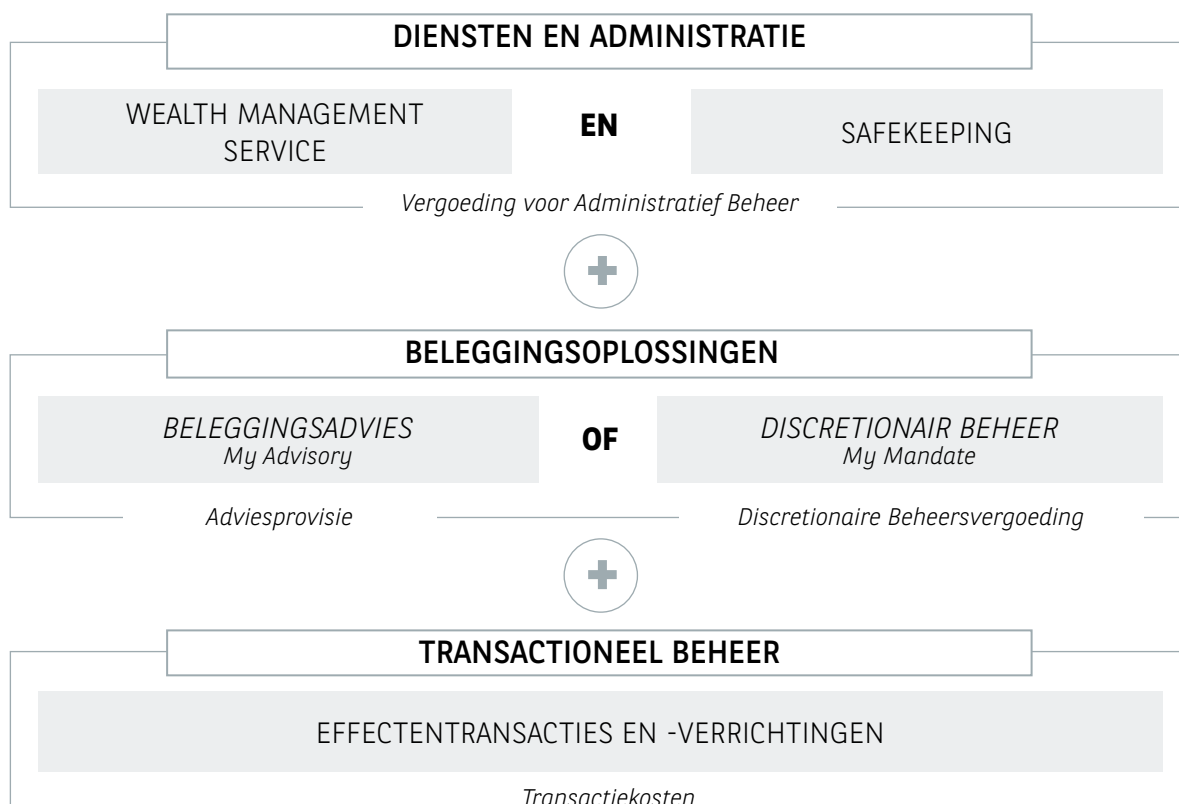 DIENSTEN EN ADMINISTRATIE
WEALTH MANAGEMENT
SERVICE
EN
SAFEKEEPING
Vergoeding voor Administratief Beheer
BELEGGINGSOPLOSSINGEN
BELEGGINGSADVIES
My Advisory
OF
DISCRETIONAIR BEHEER
My Mandate
Adviesprovisie
Discretionaire Beheersvergoeding
TRANSACTIONEEL BEHEER
EFFECTENTRANSACTIES EN -VERRICHTINGEN
Transactiekosten